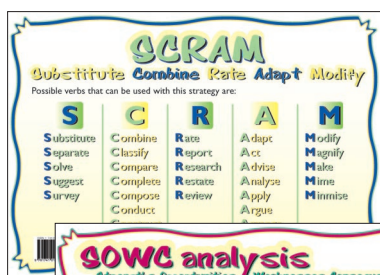 SCRAM
Substitute Combine Rate Adapt Modify
Possible verbs that can be used with this strategy are:
S C R A M
Substitute Combine Rate Adapt Modify
Separate Classify Report Act Magnify
Solve Compare Research Advise Make
Suggest Complete Restate Analyse Mime
Survey Compose Review Apply Minmise
Conduct Argue
SOWC analysis